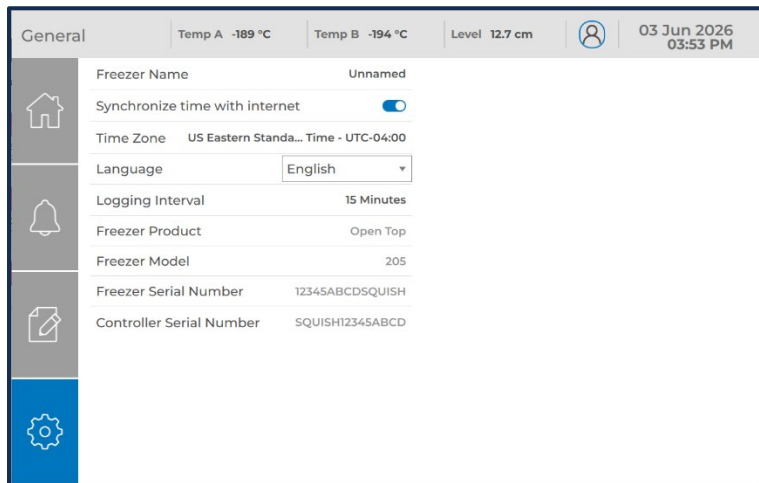 General Temp A -189 °C Temp B -194 °C Level 12.7 cm 03 Jun 2026
03:53 PM
Freezer Name Unnamed
Synchronize time with internet
Time Zone US Eastern Standa... Time - UTC-04:00
Language English
Logging Interval 15 Minutes
Freezer Product Open Top
Freezer Model 205
Freezer Serial Number 12345ABCDSQUISH
Controller Serial Number SQUISH12345ABCD